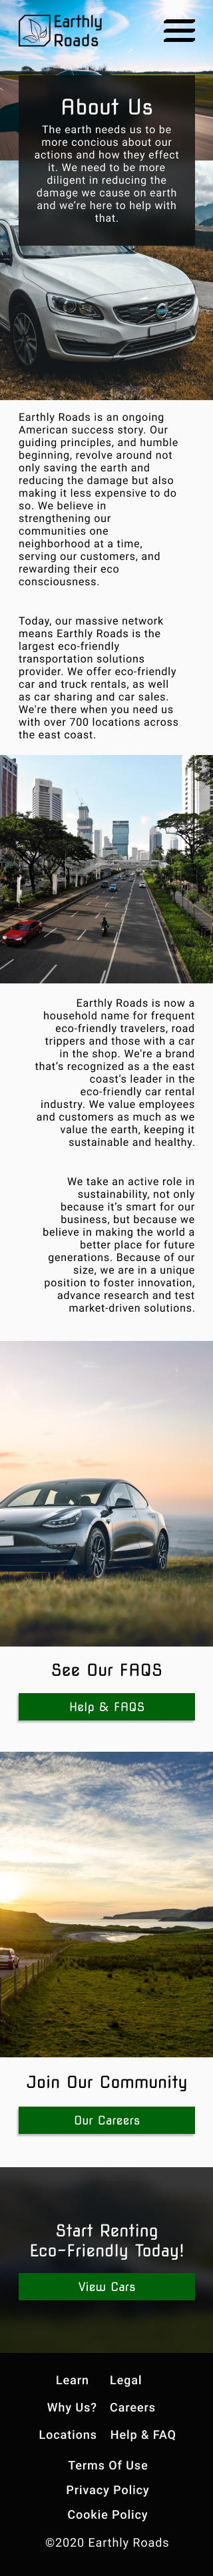 Earthly
Roads
About Us
The earth needs us to be
more concious about our
actions and how they effect
it. We need to be more
diligent in reducing the
damage we cause on earth
and we're here to help with
that.
Earthly Roads is an ongoing
American success story. Our
guiding principles, and humble
beginning, revolve around not
only saving the earth and
reducing the damage but also
making it less expensive to do
so. We believe in
strengthening our
communities one
neighborhood at a time,
serving our customers, and
rewarding their eco
consciousness.
Today, our massive network
means Earthly Roads is the
largest eco-friendly
transportation solutions
provider. We offer eco-friendly
car and truck rentals, as well
as car sharing and car sales.
We're there when you need us
with over 700 locations across
the east coast.
Earthly Roads is now a
household name for frequent
eco-friendly travelers, road
trippers and those with a car
in the shop. We're a brand
that's recognized as a the east
coast's leader in the
eco-friendly car rental
industry. We value employees
and customers as much as we
value the earth, keeping it
sustainable and healthy.
We take an active role in
sustainability, not only
because it's smart for our
business, but because we
believe in making the world a
better place for future
generations. Because of our
size, we are in a unique
position to foster innovation,
advance research and test
market-driven solutions.
See Our FAQS
Help & FAQS
Join Our Community
Our Careers
Start Renting
Eco-Friendly Today!
View Cars
Learn Legal
Why Us? Careers
Locations Help & FAQ
Terms Of Use
Privacy Policy
Cookie Policy
©2020 Earthly Roads